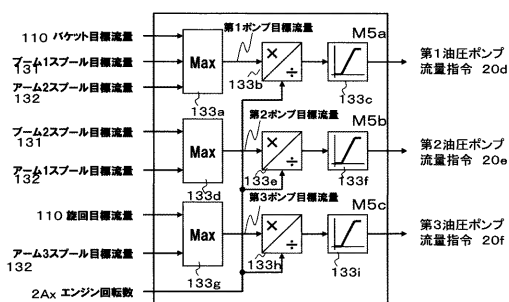 110 バケット目標流量
ブーム1スプール目標流量
131
アーム2スプール目標流量
132
Max
133a
第1ポンプ目標流量
×
÷
133b
M5a
133c
第1油圧ポンプ
流量指令 20d
ブーム2スプール目標流量
131
アーム1スプール目標流量
132
Max
133d
第2ポンプ目標流量
×
÷
133e
M5b
133f
第2油圧ポンプ
流量指令 20e
110 旋回目標流量
アーム3スプール目標流量
132
Max
133g
第3ポンプ目標流量
×
÷
133h
M5c
133i
第3油圧ポンプ
流量指令 20f
2Ax エンジン回転数